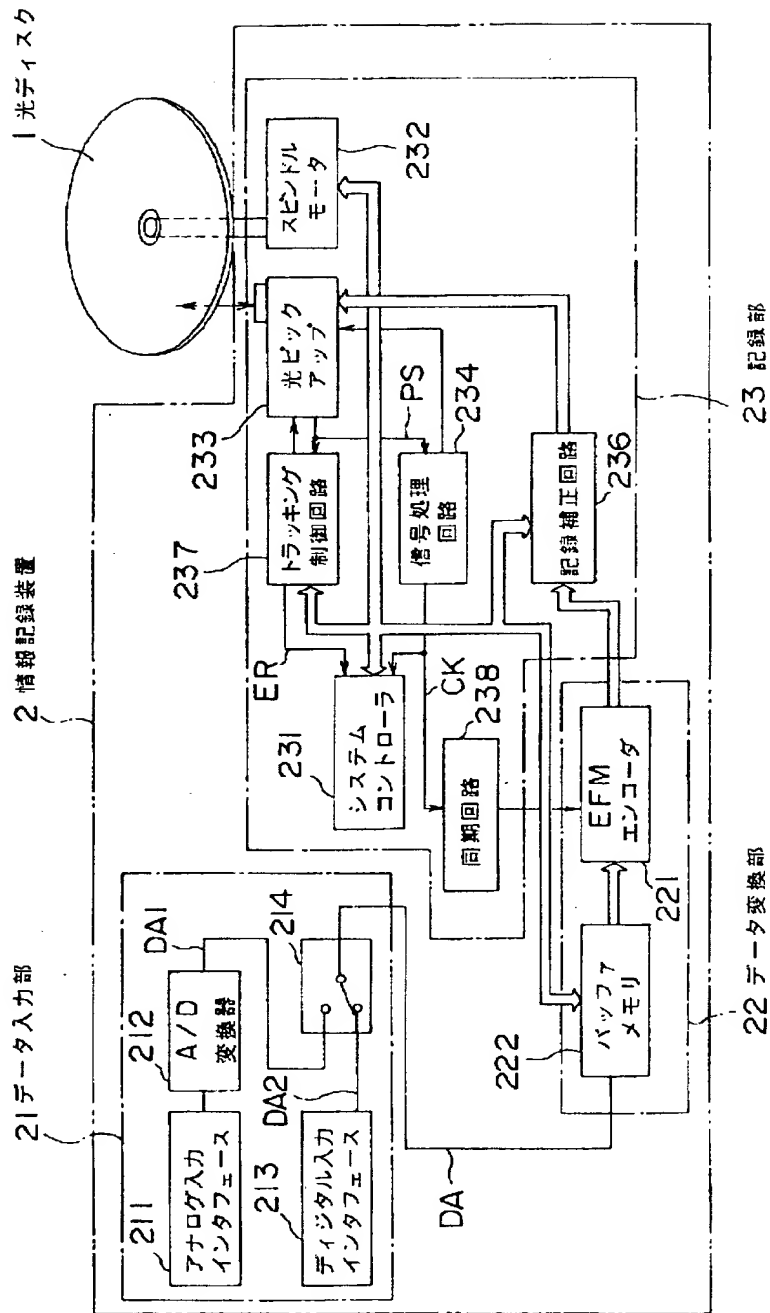 1 光ディスク
2 情報記録装置
21 データ入力部
211
アナログ入力
インタフェース
212
A/D
変換器
DA1
213
ディジタル入力
インタフェース
DA2
214
DA
231
システム
コントローラ
ER
237
トラッキング
制御回路
233
光ピック
アップ
スピンドル
モータ
232
PS
信号処理
回路
234
CK
238
同期回路
記録補正回路
236
23 記録部
222
バッファ
メモリ
EFM
エンコーダ
221
22 データ変換部